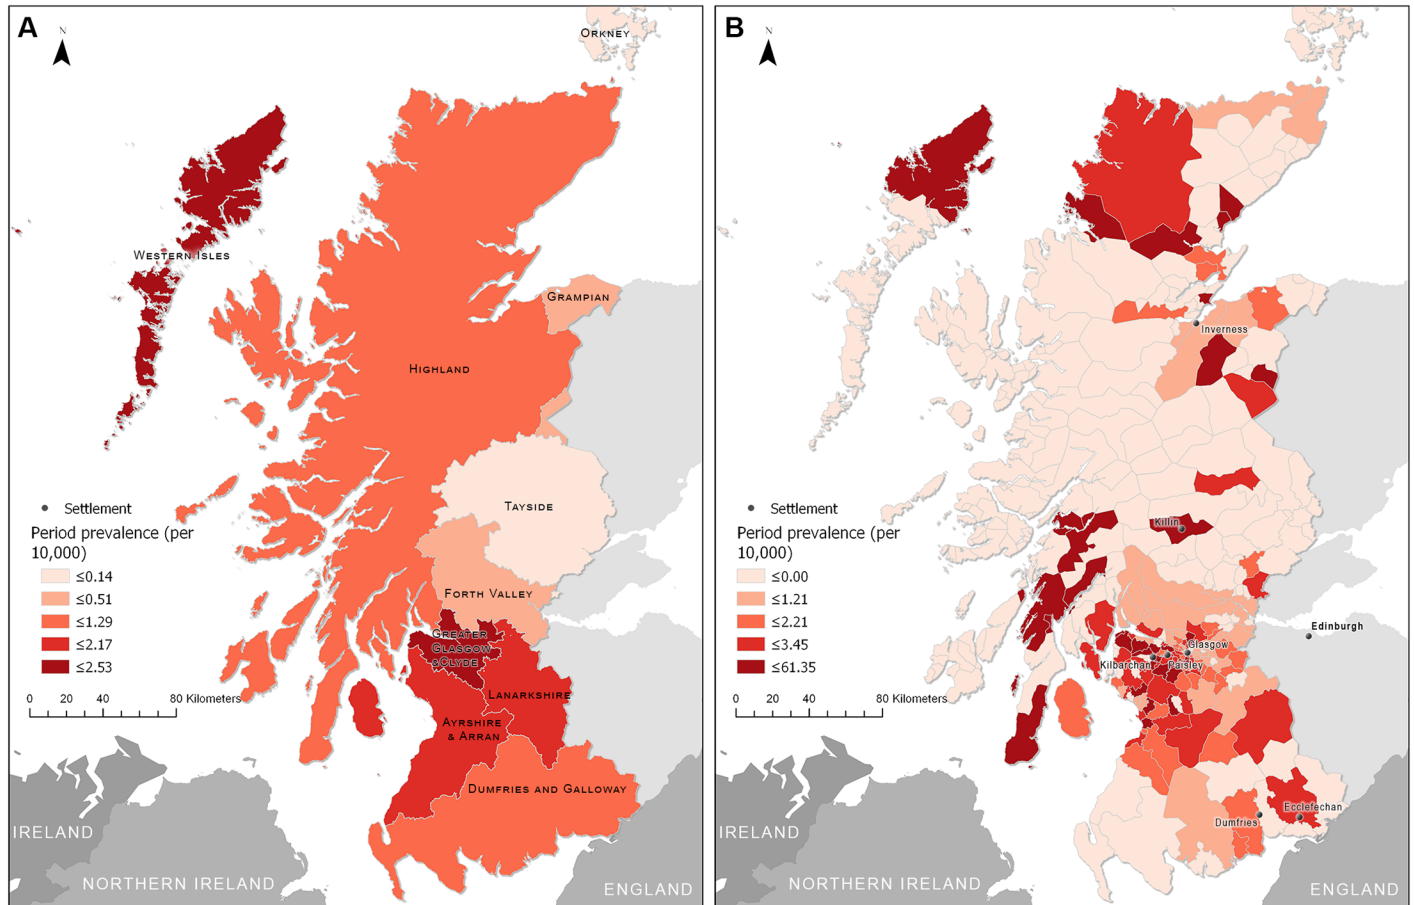 A
N
ORKNEY
WESTERN ISLES
GRAMPIAN
HIGHLAND
TAYSIDE
Settlement
Period prevalence (per
10,000)
≤0.14
≤0.51
≤1.29
≤2.17
≤2.53
FORTH VALLEY
GREATER
GLASGOW
&CLYDE
LANARKSHIRE
AYRSHIRE
& ARRAN
DUMFRIES AND GALLOWAY
0 40 80 Kilometers
IRELAND
NORTHERN IRELAND
ENGLAND
B
N
Inverness
Killin
Settlement
Period prevalence (per
10,000)
≤0.00
≤1.21
≤2.21
≤3.45
≤61.35
Edinburgh
Glasgow
Kilbarchan
Paisley
0 40 80 Kilometers
Ecclefechan
Dumfries
IRELAND
NORTHERN IRELAND
ENGLAND